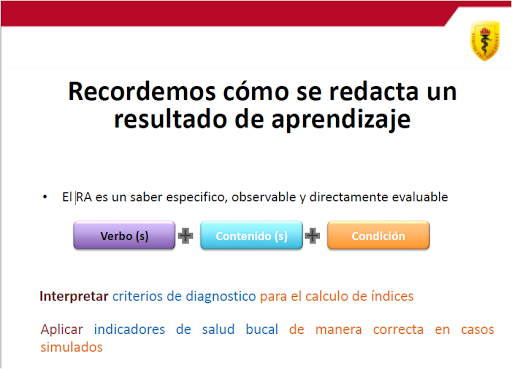 Recordemos cómo se redacta un
resultado de aprendizaje
• El RA es un saber especifico, observable y directamente evaluable
Verbo (s) + Contenido (s) + Condición
Interpretar criterios de diagnostico para el calculo de índices
Aplicar indicadores de salud bucal de manera correcta en casos
simulados